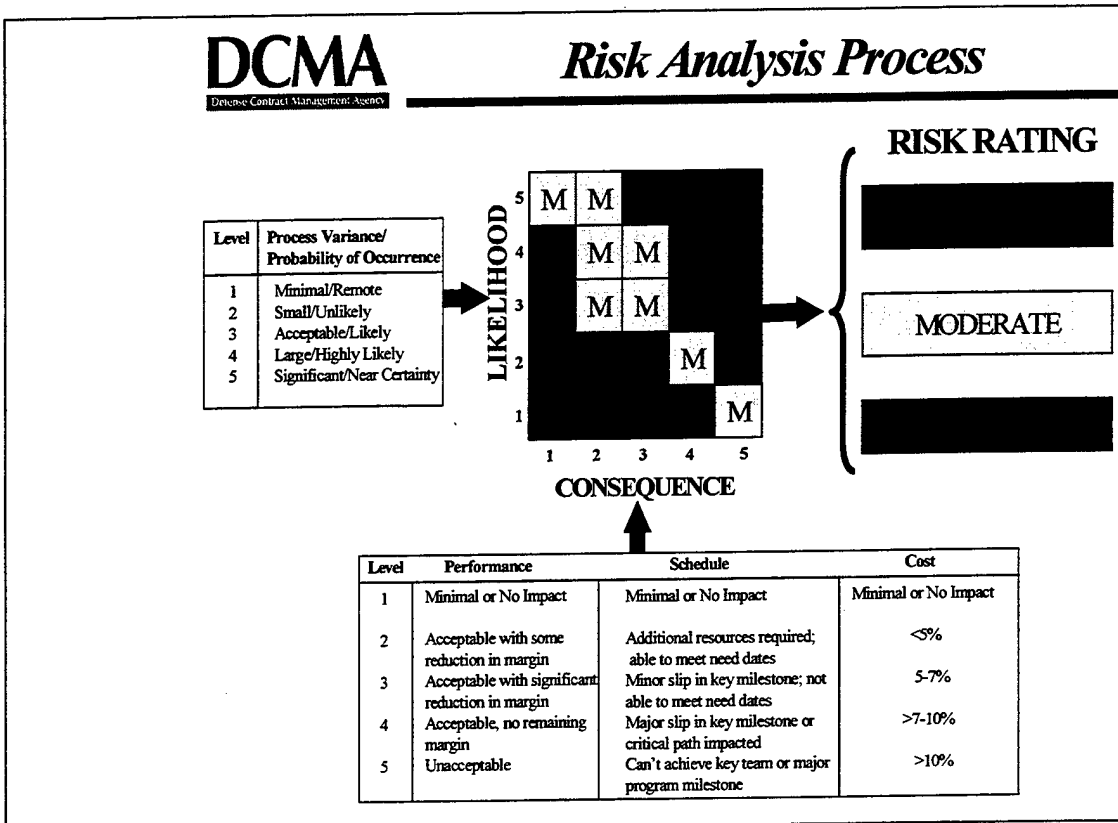 DCMA
Defense Contract Management Agency
Risk Analysis Process
RISK RATING
MODERATE
Level Process Variance/
Probability of Occurrence
1 Minimal/Remote
2 Small/Unlikely
3 Acceptable/Likely
4 Large/Highly Likely
5 Significant/Near Certainty
LIKELIHOOD
5 M M
4 M M
3 M M
2 M
1 M
1 2 3 4 5
CONSEQUENCE
Level Performance Schedule Cost
1 Minimal or No Impact Minimal or No Impact Minimal or No Impact
2 Acceptable with some Additional resources required; <5%
reduction in margin able to meet need dates
3 Acceptable with significant Minor slip in key milestone; not 5-7%
reduction in margin able to meet need dates
4 Acceptable, no remaining Major slip in key milestone or >7-10%
margin critical path impacted
5 Unacceptable Can't achieve key team or major >10%
program milestone